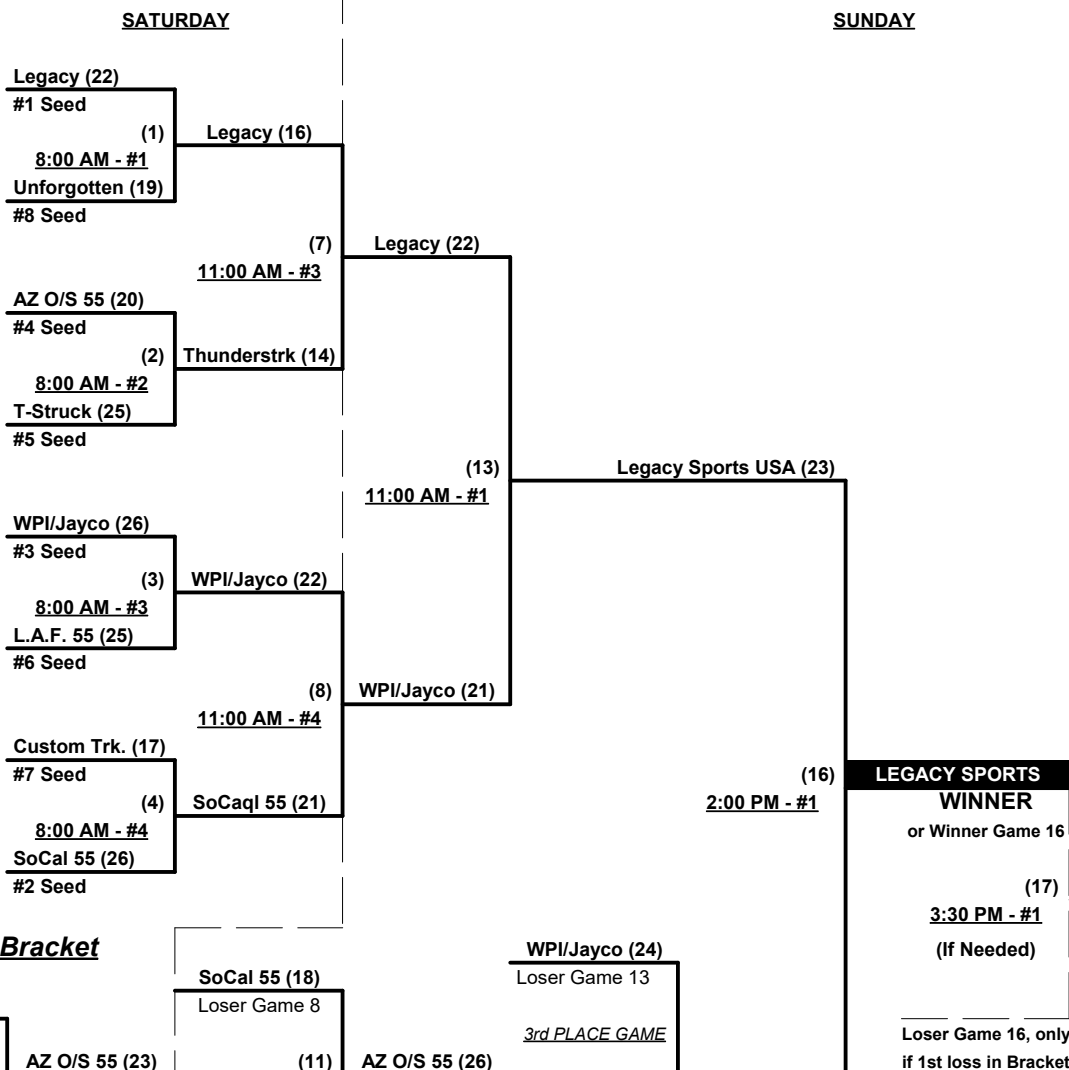 SATURDAY
SUNDAY
Legacy (22)
#1 Seed
(1)
Legacy (16)
8:00 AM - #1
Unforgotten (19)
#8 Seed
(7)
Legacy (22)
11:00 AM - #3
AZ O/S 55 (20)
#4 Seed
(2)
Thunderstrk (14)
8:00 AM - #2
T-Struck (25)
#5 Seed
(13)
Legacy Sports USA (23)
11:00 AM - #1
WPI/Jayco (26)
#3 Seed
(3)
WPI/Jayco (22)
8:00 AM - #3
L.A.F. 55 (25)
#6 Seed
(8)
WPI/Jayco (21)
11:00 AM - #4
Custom Trk. (17)
#7 Seed
(4)
SoCaql 55 (21)
8:00 AM - #4
SoCal 55 (26)
#2 Seed
(16)
LEGACY SPORTS
2:00 PM - #1
WINNER
or Winner Game 16
(17)
3:30 PM - #1
(If Needed)
Bracket
SoCal 55 (18)
Loser Game 8
WPI/Jayco (24)
Loser Game 13
3rd PLACE GAME
AZ O/S 55 (23)
(11)
AZ O/S 55 (26)
Loser Game 16, only
if 1st loss in Bracket